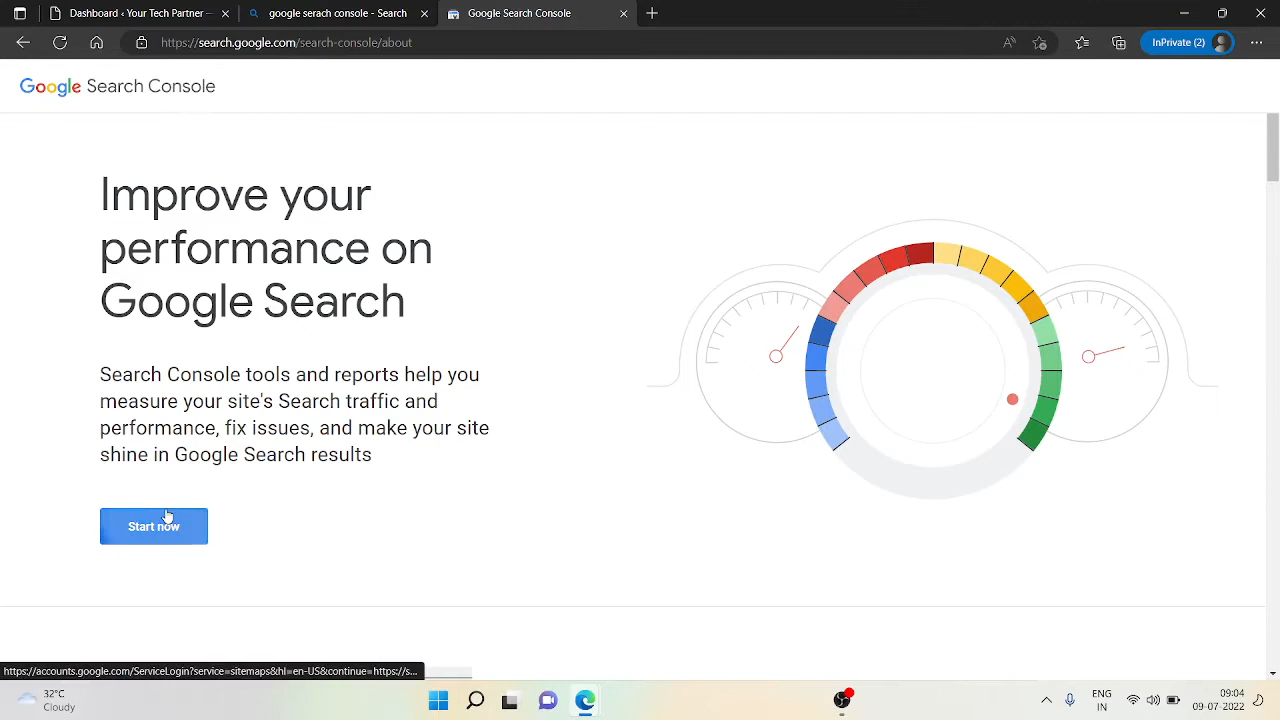 Dashboard ‹ Your Tech Partner
google serach console - Search
Google Search Console
https://search.google.com/search-console/about
InPrivate (2)
Google Search Console
Improve your
performance on
Google Search
Search Console tools and reports help you
measure your site's Search traffic and
performance, fix issues, and make your site
shine in Google Search results
Start now
https://accounts.google.com/ServiceLogin?service=sitemaps&hl=en-US&continue=https://s...
32°C
Cloudy
ENG
IN
09:04
09-07-2022